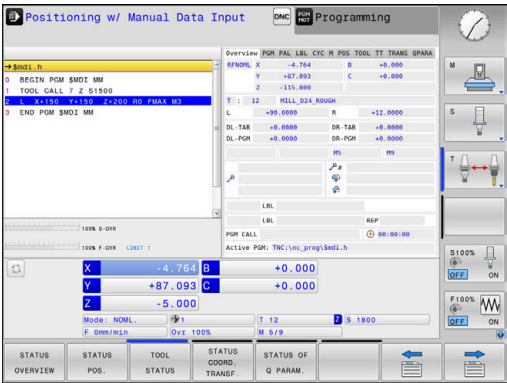 Positioning w/ Manual Data Input
DNC
PGM MGT
Programming
→$mdi.h
0 BEGIN PGM $MDI MM
1 TOOL CALL 7 Z S1500
2 L X+150 Y+150 Z+200 R0 FMAX M3
3 END PGM $MDI MM
100% S-OVR
100% F-OVR LIMIT 1
Overview PGM PAL LBL CYC M POS TOOL TT TRANS QPARA
RFNOML X -4.764 B +0.000
Y +87.093 C +0.000
Z -115.000
T : 12 MILL_D24_ROUGH
L +90.0000 R +12.0000
DL-TAB +0.0000 DR-TAB +0.0000
DL-PGM +0.0000 DR-PGM +0.0000
M5 M9
LBL
LBL REP
PGM CALL 00:00:00
Active PGM: TNC:\nc_prog\$mdi.h
X -4.764 B +0.000
Y +87.093 C +0.000
Z -5.000
Mode: NOML. 1 T 12 Z S 1800
F 0mm/min Ovr 100% M 5/9
M
S
T
S100%
OFF ON
F100%
OFF ON
STATUS OVERVIEW
STATUS POS.
TOOL STATUS
STATUS COORD. TRANSF.
STATUS OF Q PARAM.